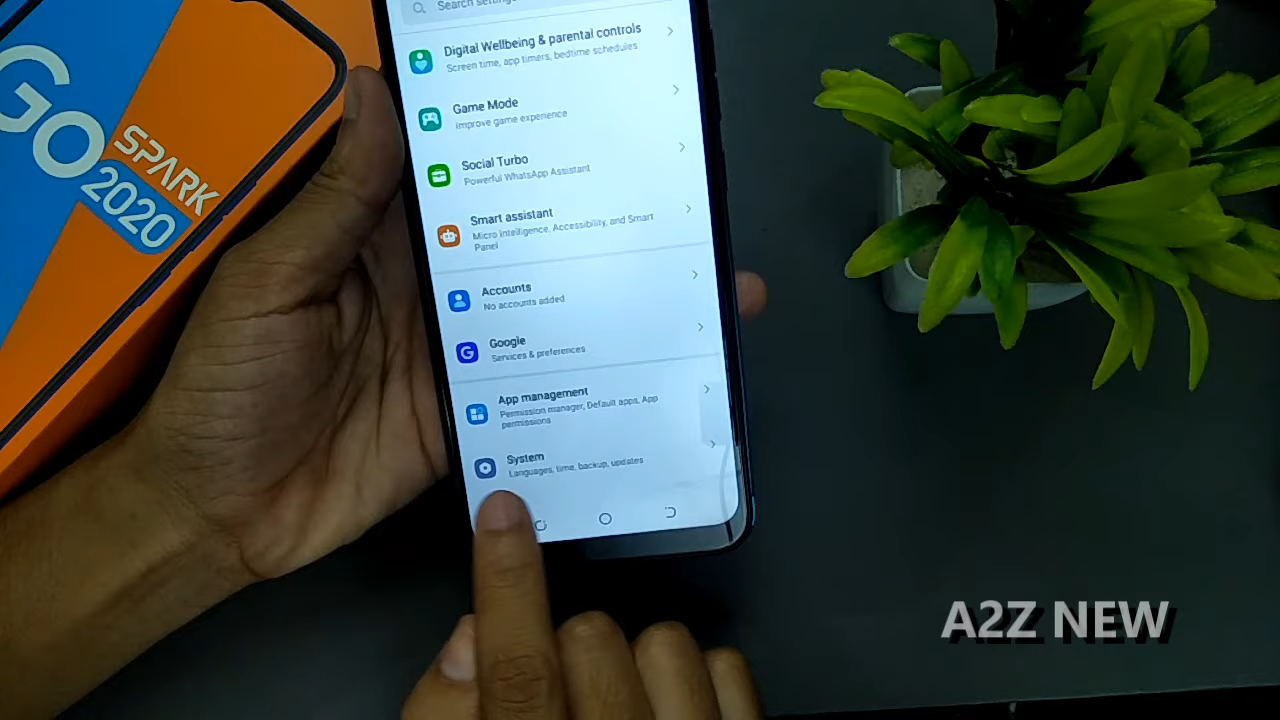 GO
SPARK
2020
Search settings
Digital Wellbeing & parental controls
Screen time, app timers, bedtime schedules
Game Mode
Improve game experience
Social Turbo
Powerful WhatsApp Assistant
Smart assistant
Micro Intelligence, Accessibility, and Smart
Panel
Accounts
No accounts added
Google
Services & preferences
App management
Permission manager, Default apps, App
permissions
System
Languages, time, backup, updates
A2Z NEW